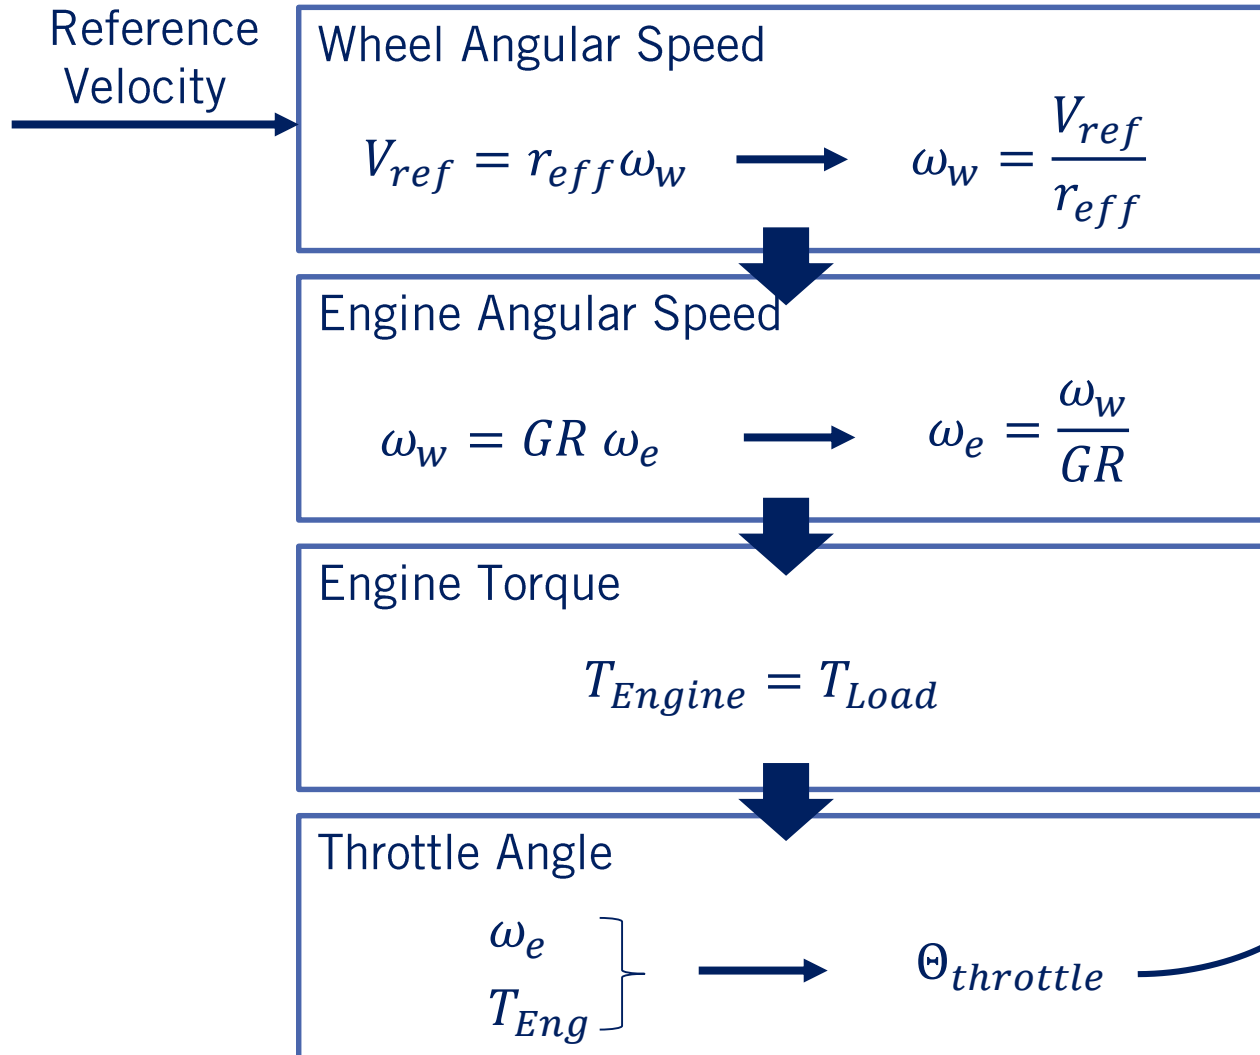 Reference
Velocity
Wheel Angular Speed
V_ref = r_eff ω_w → ω_w = V_ref / r_eff
Engine Angular Speed
ω_w = GR ω_e → ω_e = ω_w / GR
Engine Torque
T_Engine = T_Load
Throttle Angle
ω_e
T_Eng → Θ_throttle